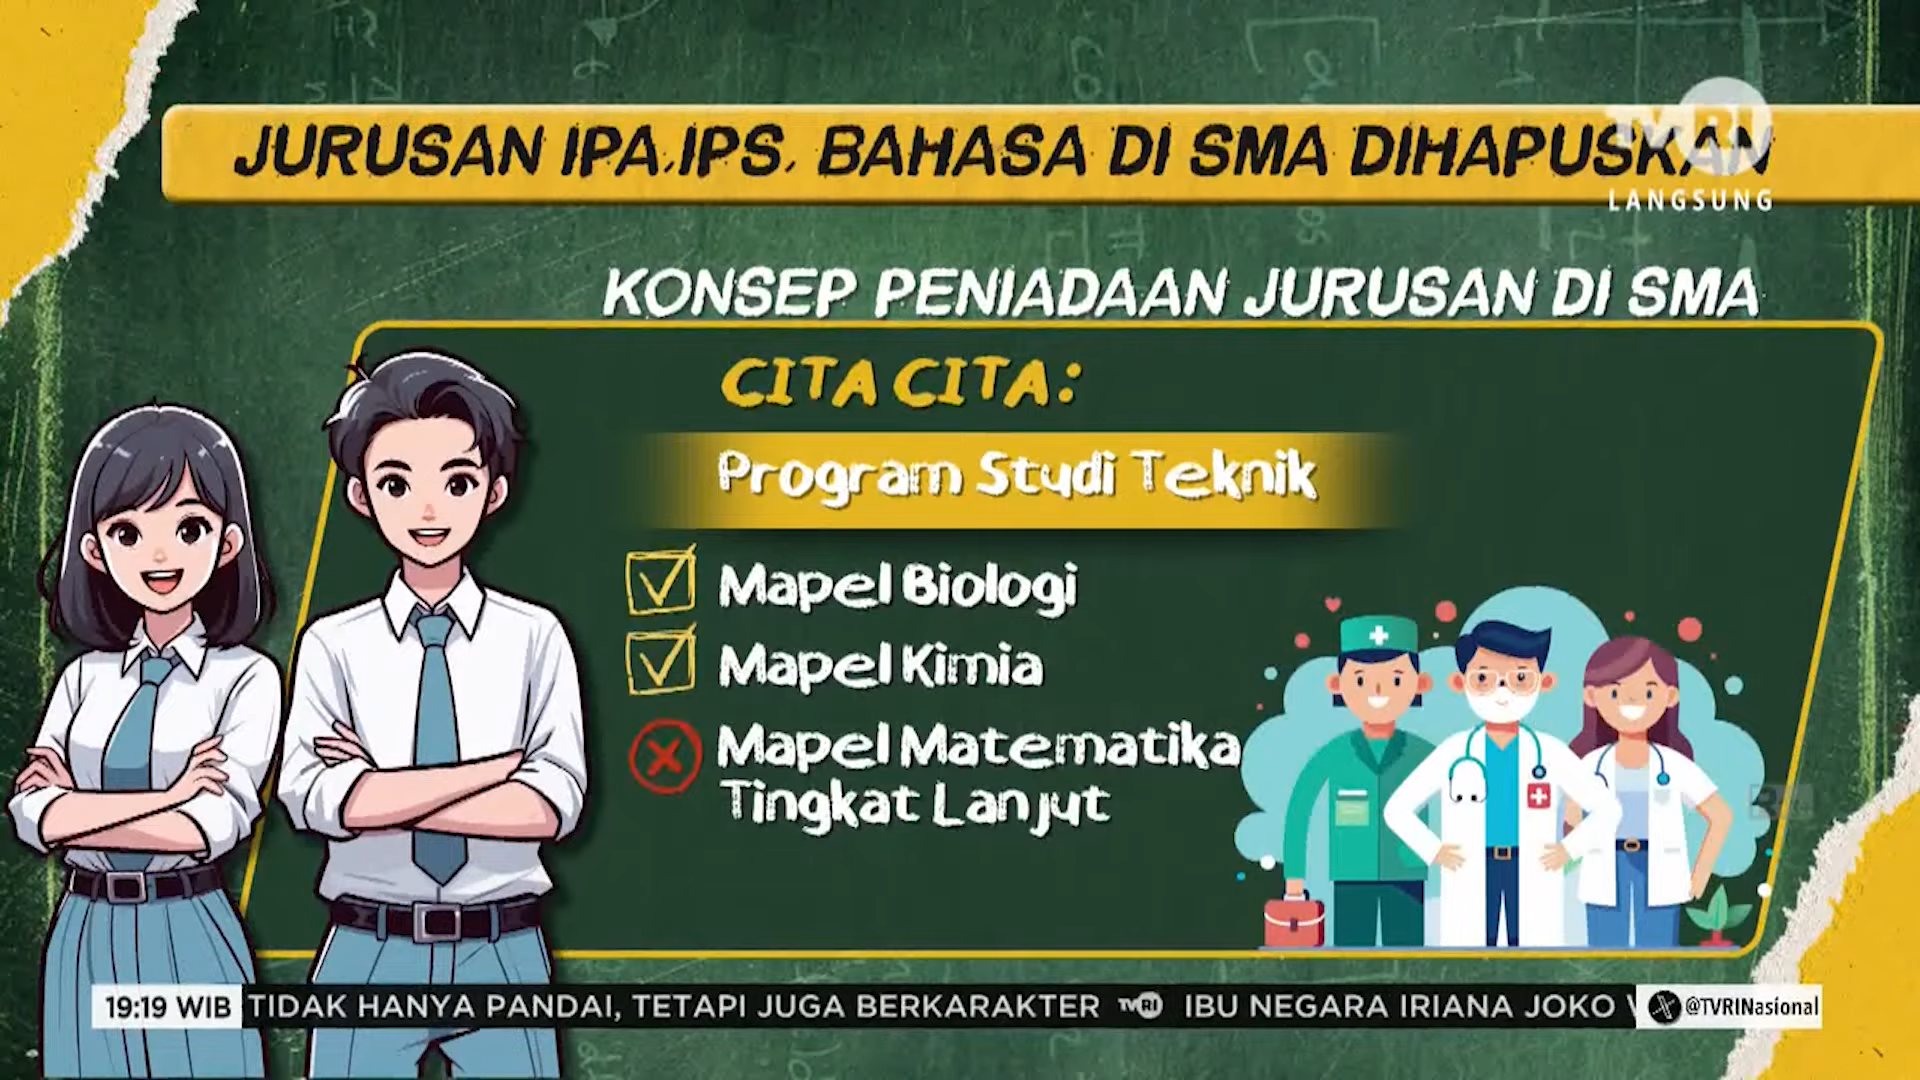 JURUSAN IPA,IPS, BAHASA DI SMA DIHAPUSKAN
TVRI
LANGSUNG
KONSEP PENIADAAN JURUSAN DI SMA
CITA CITA:
Program Studi Teknik
Mapel Biologi
Mapel Kimia
Mapel Matematika
Tingkat Lanjut
19:19 WIB TIDAK HANYA PANDAI, TETAPI JUGA BERKARAKTER TVRI IBU NEGARA IRIANA JOKO @TVRINasional